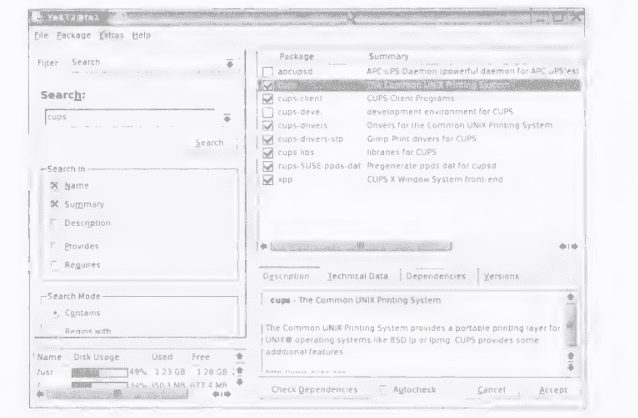 YaST2@fa3
File Package Extras Help
Filter Search
Search:
cups
Search
Search in
Name
Summary
Description
Provides
Requires
Search Mode
Contains
Begins with
Name Disk Usage Used Free
/usr 49% 1.23 GB 1.28 GB
/ 34% 350.3 MB 677.4 MB
Package Summary
apcupsd APC UPS Daemon (powerful daemon for APC UPS'es)
cups The Common UNIX Printing System
cups-client CUPS Client Programs
cups-devel development environment for CUPS
cups-drivers Drivers for the Common UNIX Printing System
cups-drivers-stp Gimp Print drivers for CUPS
cups-libs libraries for CUPS
cups-SUSE-ppds-dat Pregenerate ppds.dat for cupsd
xpp CUPS X Window System front-end
Description Technical Data Dependencies Versions
cups - The Common UNIX Printing System
The Common UNIX Printing System provides a portable printing layer for
UNIX® operating systems like BSD lp or lprng. CUPS provides some
additional features
Check Dependencies Autocheck Cancel Accept